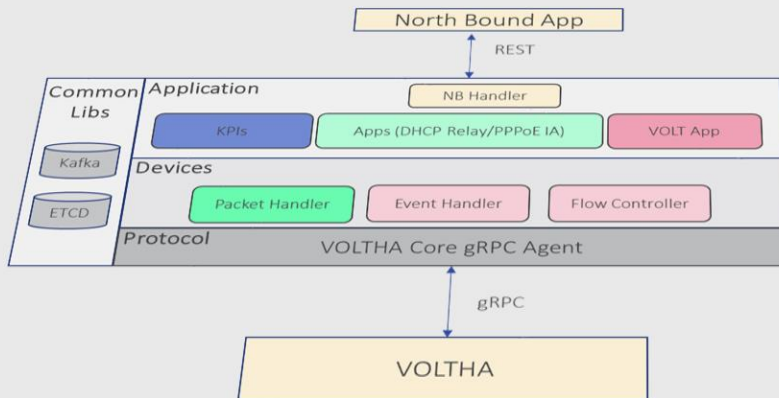 North Bound App
REST
Common
Libs
Application
NB Handler
KPIs
Apps (DHCP Relay/PPPoE IA)
VOLT App
Kafka
Devices
ETCD
Packet Handler
Event Handler
Flow Controller
Protocol
VOLTHA Core gRPC Agent
gRPC
VOLTHA